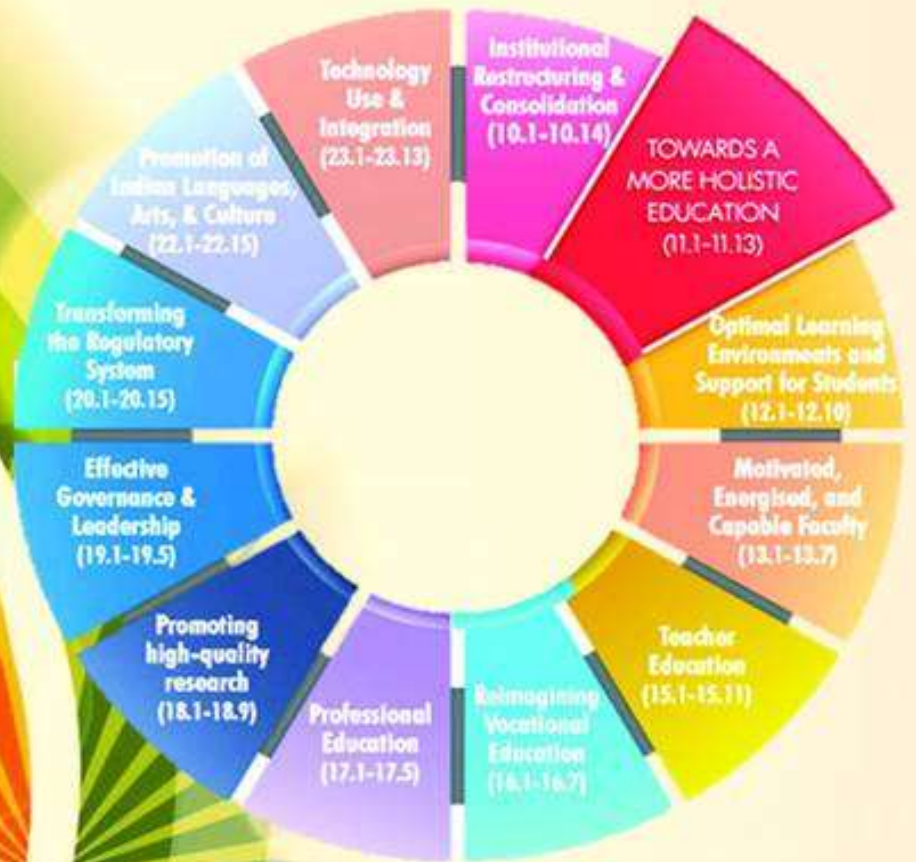 Institutional
Restructuring &
Consolidation
(10.1-10.14)
TOWARDS A
MORE HOLISTIC
EDUCATION
(11.1-11.13)
Optimal Learning
Environments and
Support for Students
(12.1-12.10)
Motivated,
Energised, and
Capable Faculty
(13.1-13.7)
Teacher
Education
(15.1-15.11)
Reimagining
Vocational
Education
(16.1-16.7)
Professional
Education
(17.1-17.5)
Promoting
high-quality
research
(18.1-18.9)
Effective
Governance &
Leadership
(19.1-19.5)
Transforming
the Regulatory
System
(20.1-20.15)
Promotion of
Indian Languages,
Arts, & Culture
(22.1-22.15)
Technology
Use &
Integration
(23.1-23.13)